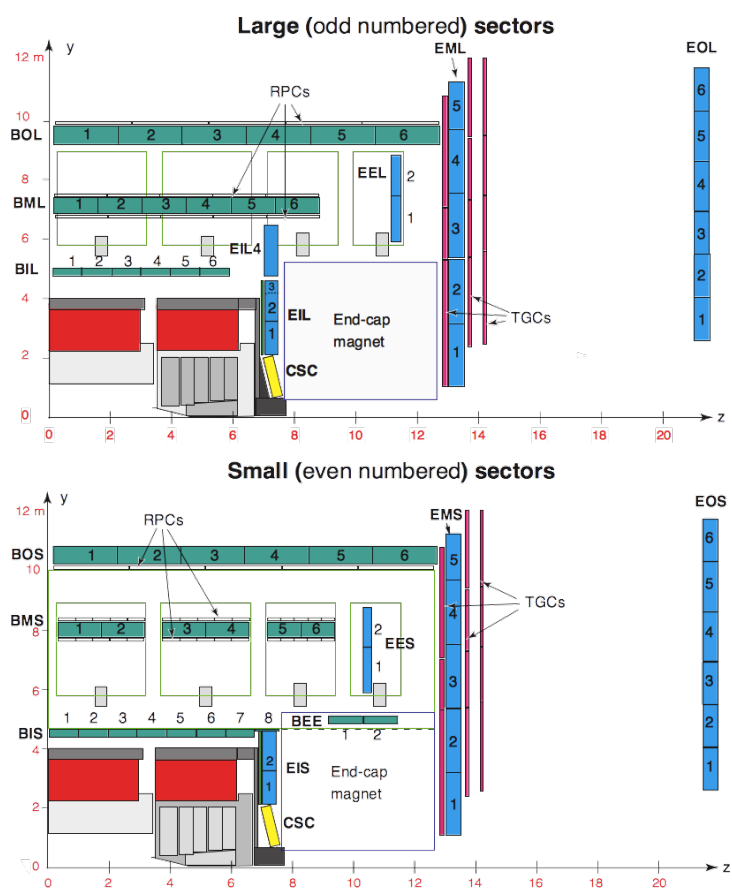 Large (odd numbered) sectors
y
12 m
EML
EOL
RPCs
10
BOL
1 2 3 4 5 6
5
6
5
8
EEL
2
4
4
BML
1 2 3 4 5 6
1
3
3
6
EIL4
BIL
1 2 3 4 5 6
2
2
4
3
EIL
2
End-cap
magnet
TGCs
1
1
1
2
CSC
0
0 2 4 6 8 10 12 14 16 18 20
z
Small (even numbered) sectors
y
12 m
EMS
EOS
RPCs
BOS
1 2 3 4 5 6
5
6
10
5
TGCs
BMS
1 2 3 4 5 6
2
EES
4
4
8
1
3
3
6
1 2 3 4 5 6 7 8
BEE
1 2
BIS
2
2
4
2
EIS
End-cap
magnet
1
1
1
2
CSC
0
0 2 4 6 8 10 12 14 16 18 20
z